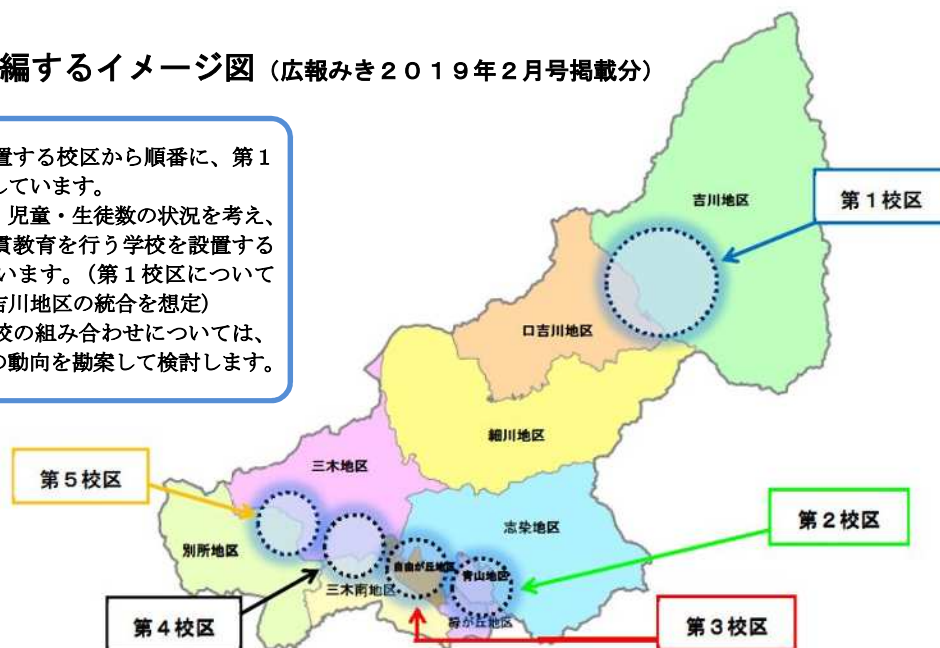 編するイメージ図（広報みき２０１９年２月号掲載分）
置する校区から順番に、第１
しています。
児童・生徒数の状況を考え、
貫教育を行う学校を設置する
います。（第１校区について
吉川地区の統合を想定）
校の組み合わせについては、
の動向を勘案して検討します。
吉川地区
第１校区
口吉川地区
細川地区
三木地区
第５校区
志染地区
第２校区
別所地区
自由が丘地区
青山地区
三木南地区
緑が丘地区
第４校区
第３校区